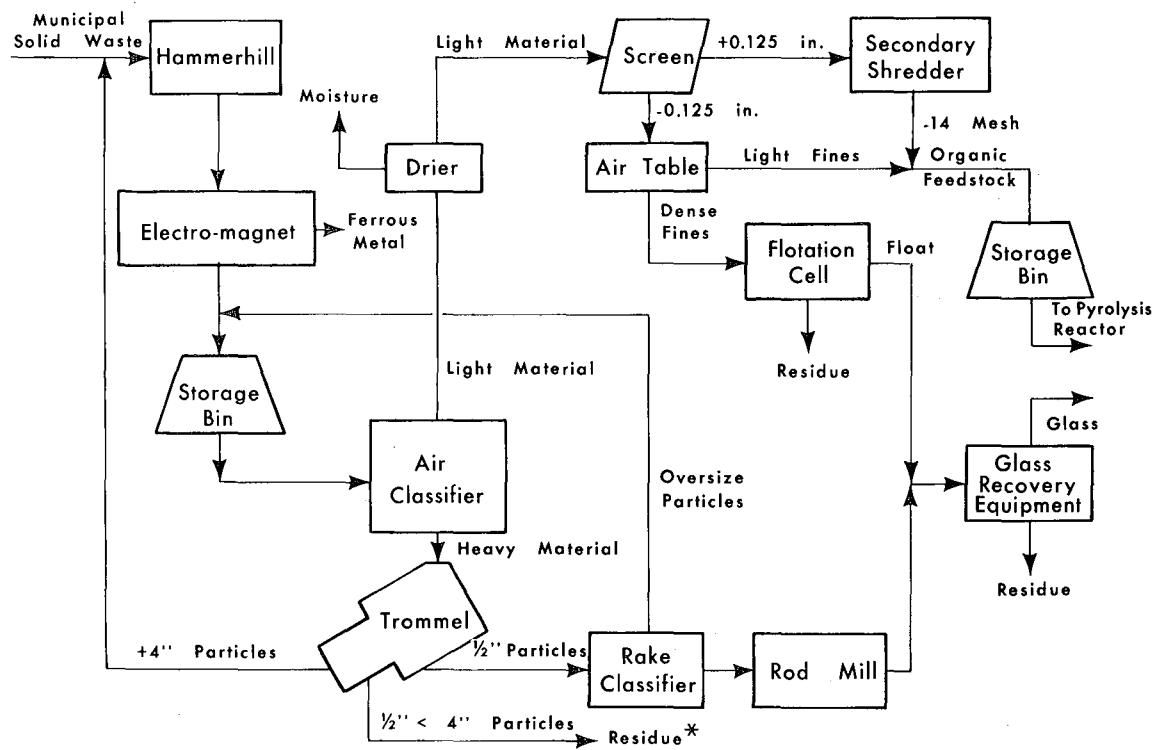 Municipal
Solid Waste
Hammerhill
Light Material
Screen
+0.125 in.
Secondary
Shredder
Moisture
-0.125 in.
-14 Mesh
Drier
Air Table
Light Fines
Organic
Feedstock
Electro-magnet
Ferrous
Metal
Dense
Fines
Flotation
Cell
Float
Storage
Bin
To Pyrolysis
Reactor
Light Material
Residue
Storage
Bin
Glass
Air
Classifier
Oversize
Particles
Glass
Recovery
Equipment
Heavy Material
Residue
Trommel
+4" Particles
½" Particles
Rake
Classifier
Rod Mill
½" < 4" Particles
Residue*